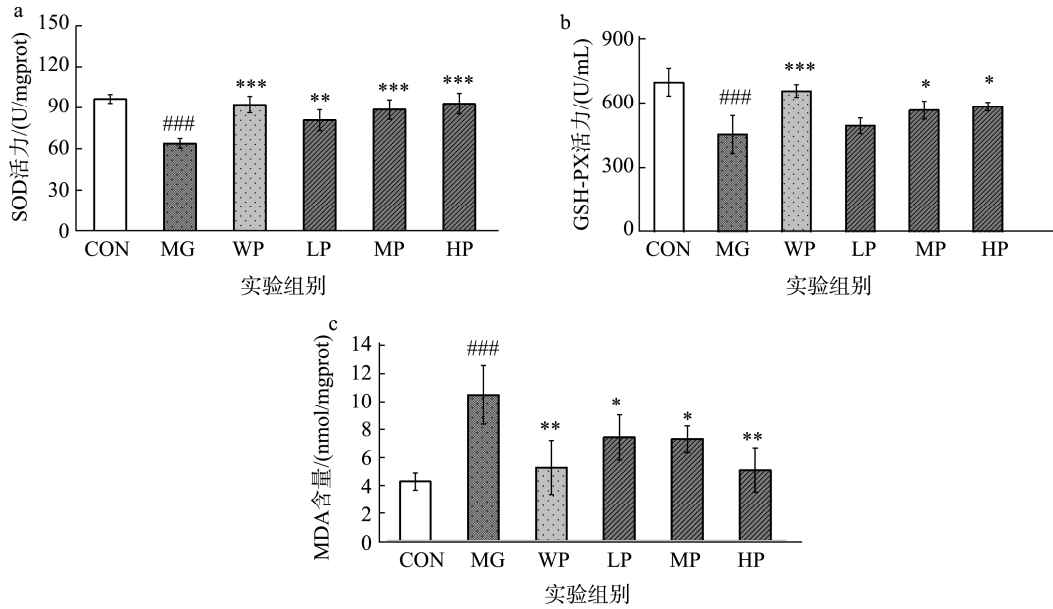 a
SOD活力/(U/mgprot)
150
120
90
60
30
0
###
***
**
***
***
CON MG WP LP MP HP
实验组别
b
GSH-PX活力/(U/mL)
900
600
300
0
###
***
*
*
CON MG WP LP MP HP
实验组别
c
MDA含量/(nmol/mgprot)
14
12
10
8
6
4
2
0
###
**
*
*
**
CON MG WP LP MP HP
实验组别